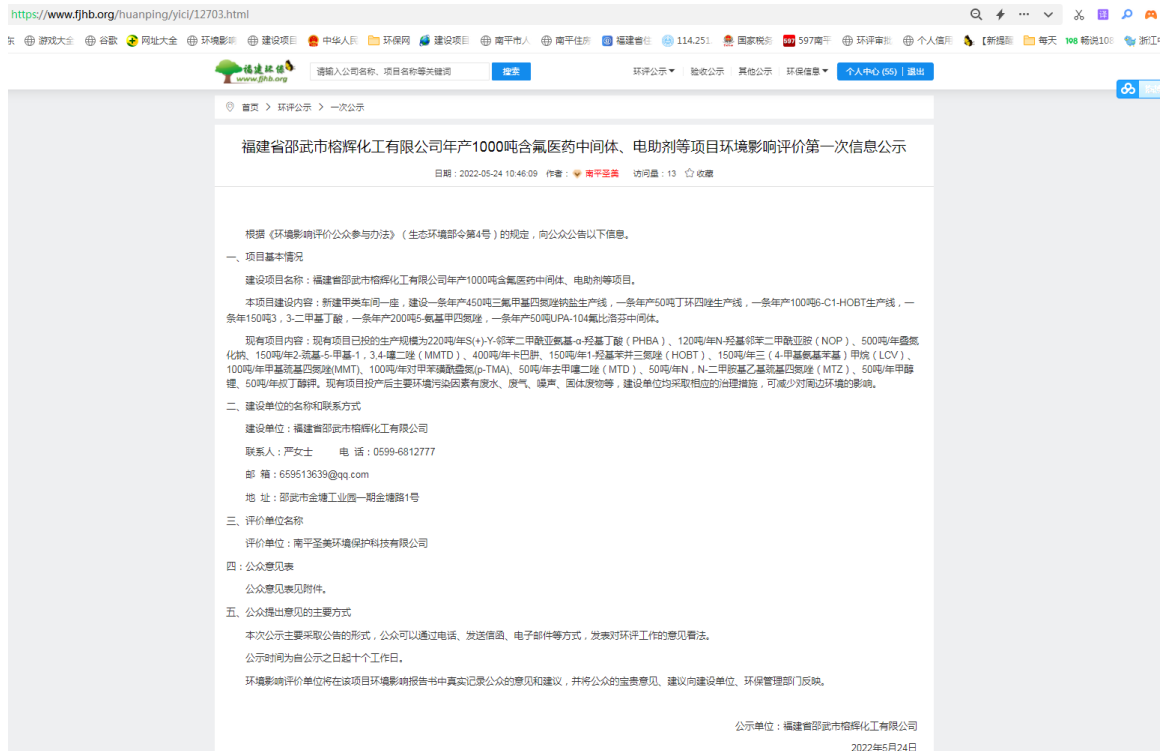 https://www.fjhb.org/huanping/yici/12703.html
东 游戏大全 谷歌 网址大全 环境影响 建设项目 中华人民 环保网 建设项目 南平市人 南平住房 福建省住 114.251. 国家税务 597南平 环评审批 个人信用 【新提醒 每天 198 畅说108 浙江中
福建环保
www.fjhb.org
请输入公司名称、项目名称等关键词 搜索 环评公示 验收公示 其他公示 环保信息 个人中心 (55) | 退出
首页 > 环评公示 > 一次公示
福建省邵武市榕辉化工有限公司年产1000吨含氟医药中间体、电助剂等项目环境影响评价第一次信息公示
日期：2022-05-24 10:46:09 作者： 南平圣美 访问量：13 收藏
根据《环境影响评价公众参与办法》（生态环境部令第4号）的规定，向公众公告以下信息。
一、项目基本情况
建设项目名称：福建省邵武市榕辉化工有限公司年产1000吨含氟医药中间体、电助剂等项目。
本项目建设内容：新建甲类车间一座，建设一条年产450吨三氟甲基四氮唑钠盐生产线，一条年产50吨丁环四唑生产线，一条年产100吨6-C1-HOBT生产线，一
条年150吨3，3-二甲基丁酸，一条年产200吨5-氨基甲四氮唑，一条年产50吨UPA-104氟比洛芬中间体。
现有项目内容：现有项目已投的生产规模为220吨/年S(+)-Y-邻苯二甲酰亚氨基-α-羟基丁酸（PHBA）、120吨/年N-羟基邻苯二甲酰亚胺（NOP）、500吨/年叠氮
化钠、150吨/年2-巯基-5-甲基-1，3,4-噻二唑（MMTD）、400吨/年卡巴肼、150吨/年1-羟基苯并三氮唑（HOBT）、150吨/年三（4-甲基氨基苯基）甲烷（LCV）、
100吨/年甲基巯基四氮唑(MMT)、100吨/年对甲苯磺酰叠氮(p-TMA)、50吨/年去甲噻二唑（MTD）、50吨/年N，N-二甲胺基乙基巯基四氮唑（MTZ）、50吨/年甲醇
锂、50吨/年叔丁醇钾。现有项目投产后主要环境污染因素有废水、废气、噪声、固体废物等，建设单位均采取相应的治理措施，可减少对周边环境的影响。
二、建设单位的名称和联系方式
建设单位：福建省邵武市榕辉化工有限公司
联系人：严女士 电 话：0599-6812777
邮 箱：659513639@qq.com
地 址：邵武市金塘工业园一期金塘路1号
三、评价单位名称
评价单位：南平圣美环境保护科技有限公司
四：公众意见表
公众意见表见附件。
五、公众提出意见的主要方式
本次公示主要采取公告的形式，公众可以通过电话、发送信函、电子邮件等方式，发表对环评工作的意见看法。
公示时间为自公示之日起十个工作日。
环境影响评价单位将在该项目环境影响报告书中真实记录公众的意见和建议，并将公众的宝贵意见、建议向建设单位、环保管理部门反映。
公示单位：福建省邵武市榕辉化工有限公司
2022年5月24日